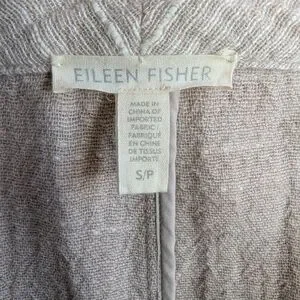 EILEEN FISHER
MADE IN
CHINA OF
IMPORTED
FABRIC/
FABRIQUÉ
EN CHINE
DE TISSUS
IMPORTÉ
S/P